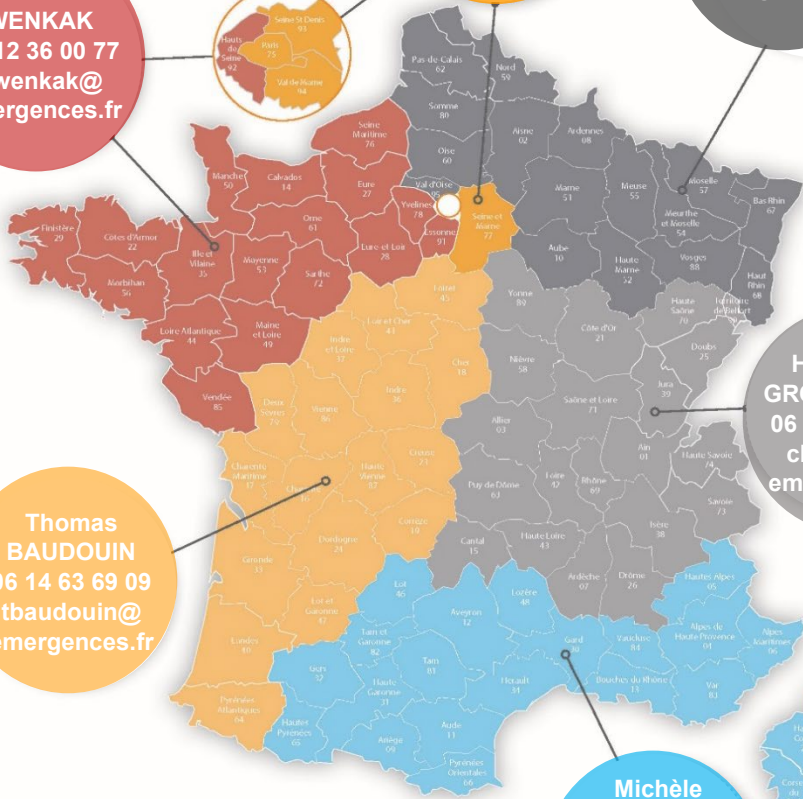 WENKAK
12 36 00 77
wenkak@
ergences.fr
Seine St Denis
93
Hauts
de
Seine
92
Paris
75
Val de Marne
94
Pas-de-Calais
62
Nord
59
Somme
80
Seine
Maritime
76
Oise
60
Aisne
02
Ardennes
08
Manche
50
Calvados
14
Eure
27
Val d'Oise
95
Yvelines
78
Essonne
91
Seine et
Marne
77
Marne
51
Meuse
55
Moselle
57
Meurthe
et Moselle
54
Bas Rhin
67
Finistère
29
Côtes d'Armor
22
Ille et
Vilaine
35
Orne
61
Eure et Loir
28
Aube
10
Haute
Marne
52
Vosges
88
Haut
Rhin
68
Morbihan
56
Mayenne
53
Sarthe
72
Loiret
45
Yonne
89
Haute
Saône
70
Territoire
de Belfort
Loire Atlantique
44
Maine
et Loire
49
Indre
et Loire
37
Loir et Cher
41
Cher
18
Nièvre
58
Côte d'Or
21
Doubs
25
Vendée
85
Deux
Sèvres
79
Vienne
86
Indre
36
Saône et Loire
71
Jura
39
Allier
03
Charente
Maritime
17
Charente
16
Haute
Vienne
87
Creuse
23
Puy de Dôme
63
Loire
42
Rhône
69
Ain
01
Haute Savoie
74
Savoie
73
Corrèze
19
Dordogne
24
Gironde
33
Cantal
15
Haute Loire
43
Isère
38
Ardèche
07
Drôme
26
Hautes Alpes
05
Lot et
Garonne
47
Landes
40
Lot
46
Aveyron
12
Lozère
48
Gard
30
Vaucluse
84
Alpes de
Haute Provence
04
Alpes
Maritimes
06
Tarn et
Garonne
82
Tarn
81
Gers
32
Haute
Garonne
31
Hérault
34
Bouches du Rhône
13
Var
83
Pyrénées
Atlantiques
64
Hautes
Pyrénées
65
Ariège
09
Aude
11
Pyrénées
Orientales
66
H
GRO
06
c
em
Thomas
BAUDOUIN
06 14 63 69 09
tbaudouin@
emergences.fr
Michèle